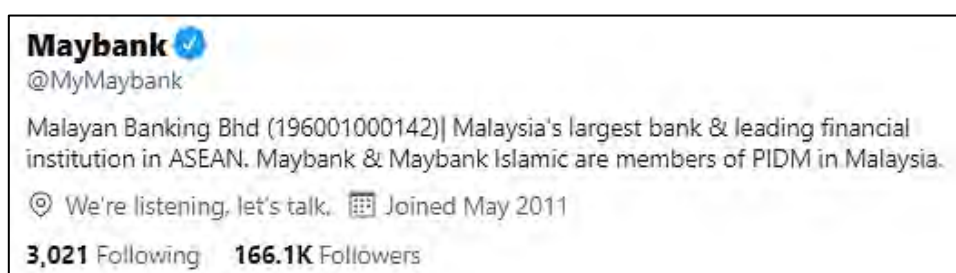 Maybank
@MyMaybank
Malayan Banking Bhd (196001000142)| Malaysia's largest bank & leading financial
institution in ASEAN. Maybank & Maybank Islamic are members of PIDM in Malaysia.
We're listening, let's talk. Joined May 2011
3,021 Following 166.1K Followers